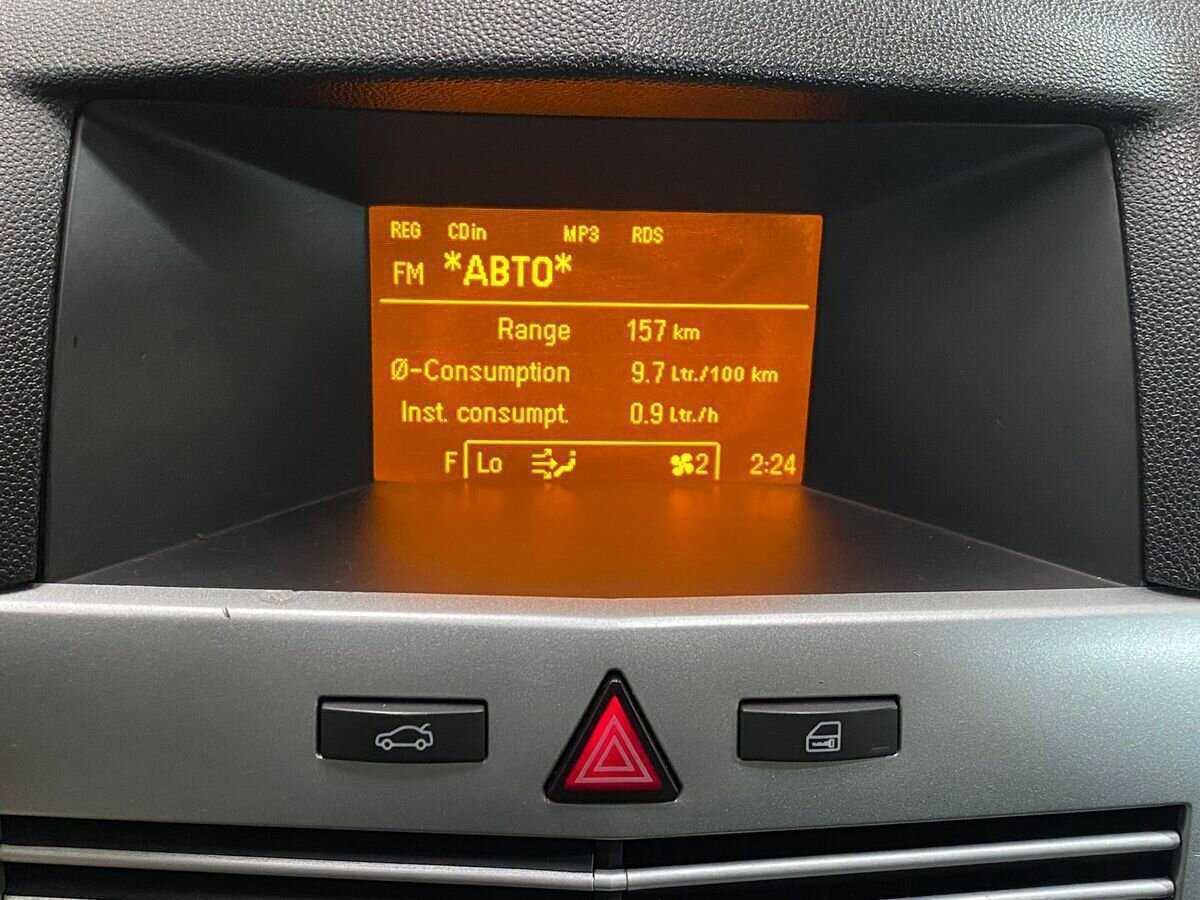 REG CDin MP3 RDS
FM *АВТО*
Range 157 km
Ø-Consumption 9.7 Ltr./100 km
Inst. consumpt. 0.9 Ltr./h
F Lo 2 2:24